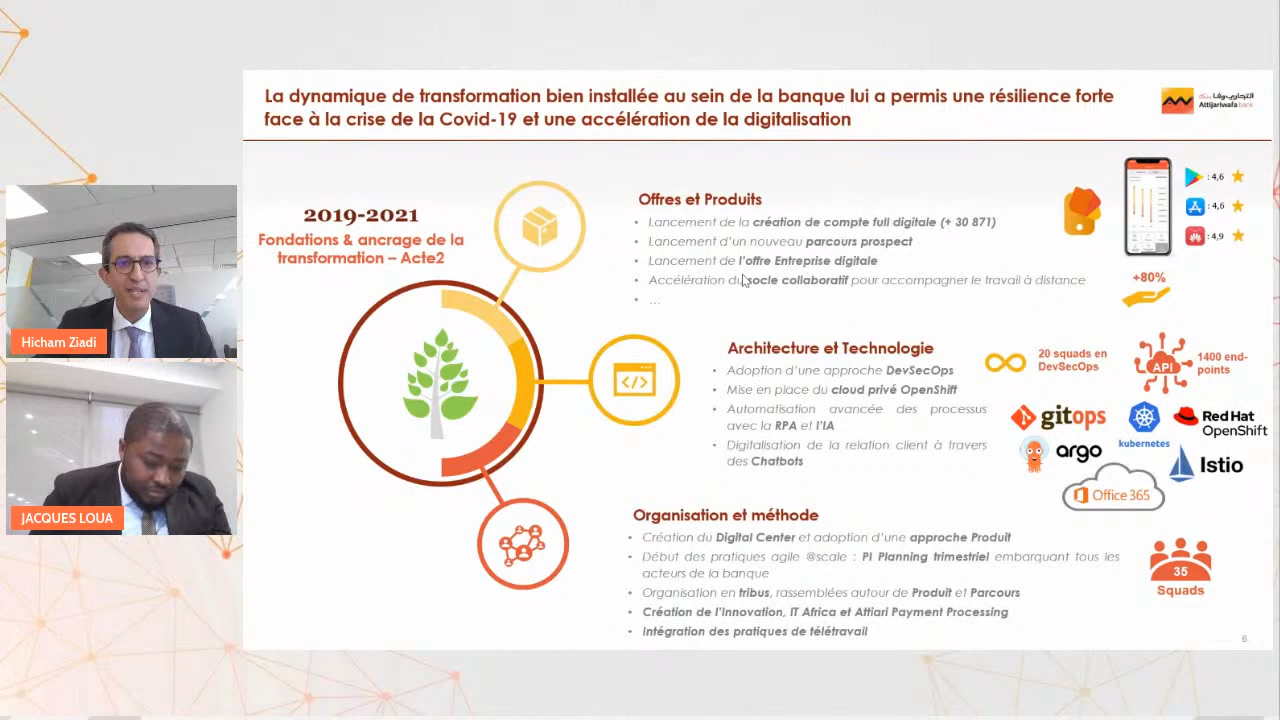 La dynamique de transformation bien installée au sein de la banque lui a permis une résilience forte
face à la crise de la Covid-19 et une accélération de la digitalisation
التجاري وفا بنك
Attijariwafa bank
2019-2021
Fondations & ancrage de la
transformation – Acte2
Offres et Produits
• Lancement de la création de compte full digitale (+ 30 871)
• Lancement d'un nouveau parcours prospect
• Lancement de l'offre Entreprise digitale
• Accélération du socle collaboratif pour accompagner le travail à distance
• ...
: 4,6
: 4,6
: 4,9
+80%
Architecture et Technologie
• Adoption d'une approche DevSecOps
• Mise en place du cloud privé OpenShift
• Automatisation avancée des processus
avec la RPA et l'IA
• Digitalisation de la relation client à travers
des Chatbots
20 squads en
DevSecOps
API
1400 end-
points
gitops
kubernetes
Red Hat
OpenShift
argo
Istio
Office 365
Organisation et méthode
• Création du Digital Center et adoption d'une approche Produit
• Début des pratiques agile @scale : PI Planning trimestriel embarquant tous les
acteurs de la banque
• Organisation en tribus, rassemblées autour de Produit et Parcours
• Création de l'Innovation, IT Africa et Attiari Payment Processing
• Intégration des pratiques de télétravail
35
Squads
6
Hicham Ziadi
JACQUES LOUA